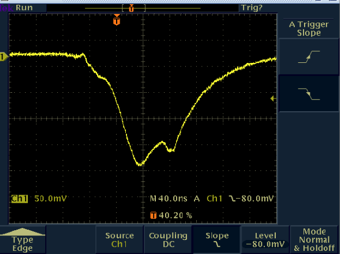 Run
Trig?
A Trigger
Slope
1
T
Ch1 50.0mV
M 40.0ns A Ch1 -80.0mV
T 40.20 %
Type
Edge
Source
Ch1
Coupling
DC
Slope
Level
-80.0mV
Mode
Normal
& Holdoff